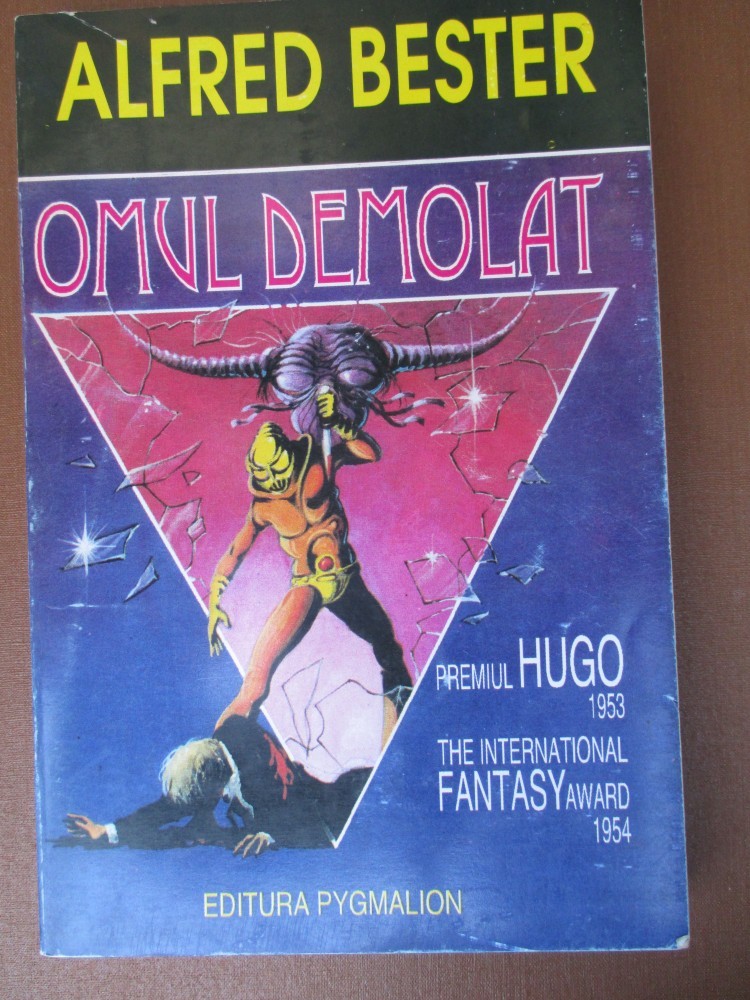 ALFRED BESTER
OMUL DEMOLAT
PREMIUL HUGO
1953
THE INTERNATIONAL
FANTASY AWARD
1954
EDITURA PYGMALION